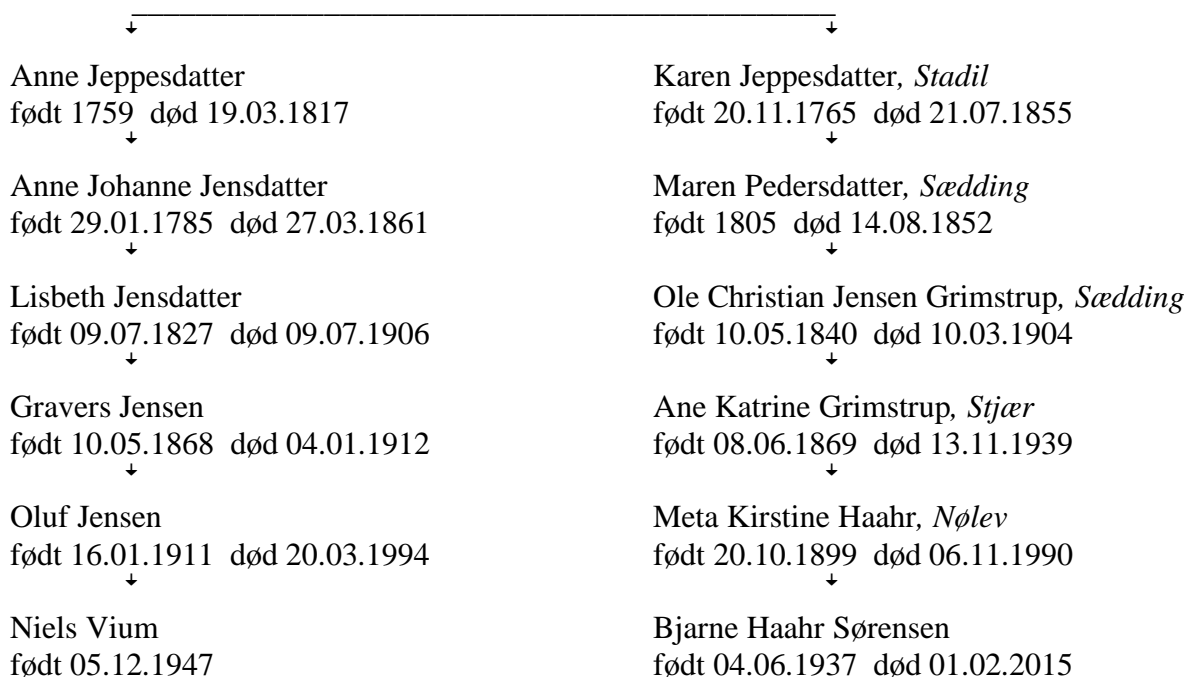 Anne Jeppesdatter
født 1759 død 19.03.1817
Anne Johanne Jensdatter
født 29.01.1785 død 27.03.1861
Lisbeth Jensdatter
født 09.07.1827 død 09.07.1906
Gravers Jensen
født 10.05.1868 død 04.01.1912
Oluf Jensen
født 16.01.1911 død 20.03.1994
Niels Vium
født 05.12.1947
Karen Jeppesdatter, Stadil
født 20.11.1765 død 21.07.1855
Maren Pedersdatter, Sædding
født 1805 død 14.08.1852
Ole Christian Jensen Grimstrup, Sædding
født 10.05.1840 død 10.03.1904
Ane Katrine Grimstrup, Stjær
født 08.06.1869 død 13.11.1939
Meta Kirstine Haahr, Nølev
født 20.10.1899 død 06.11.1990
Bjarne Haahr Sørensen
født 04.06.1937 død 01.02.2015